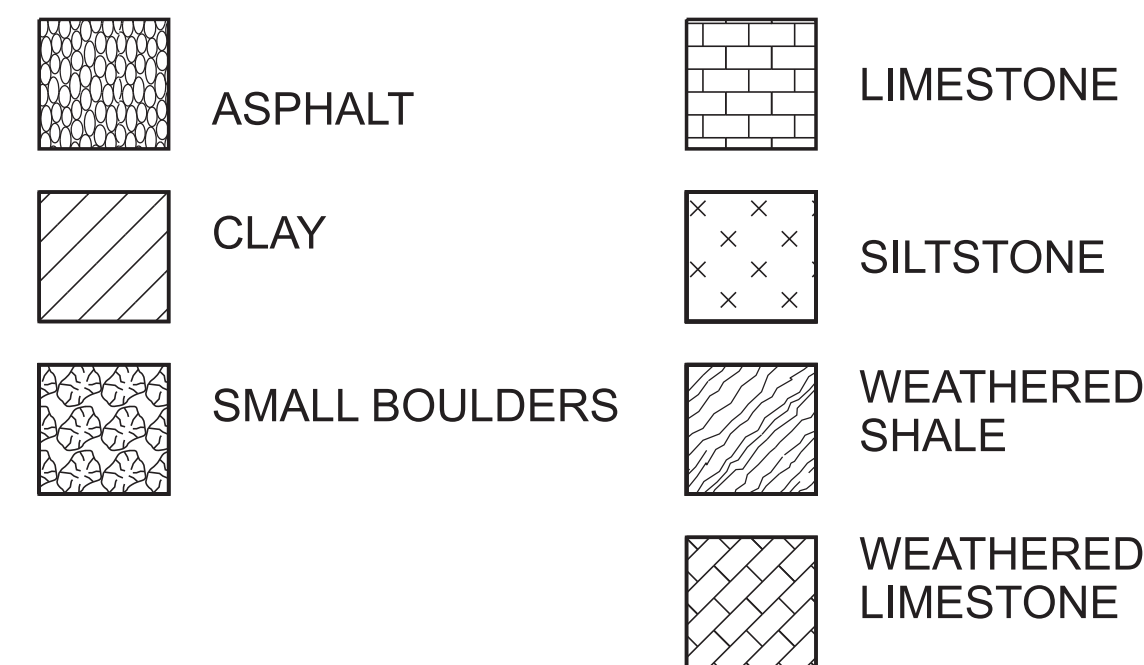 ASPHALT
CLAY
SMALL BOULDERS
LIMESTONE
SILTSTONE
WEATHERED
SHALE
WEATHERED
LIMESTONE